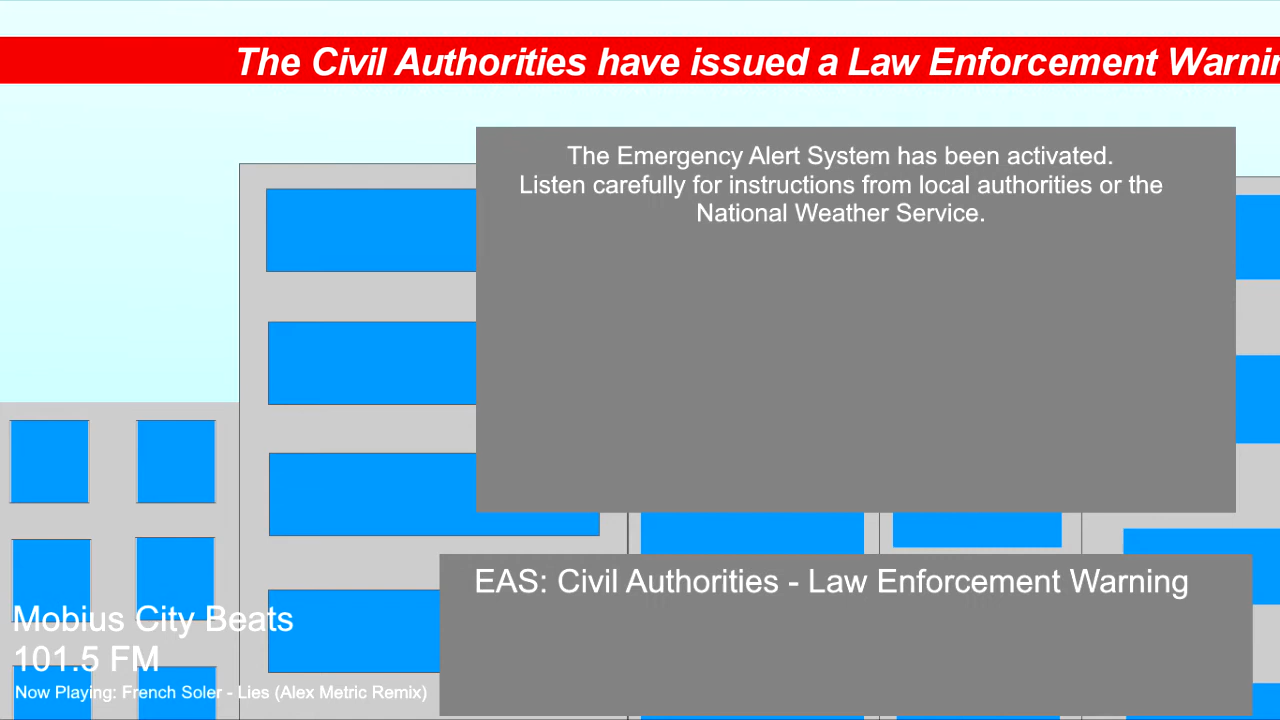 The Civil Authorities have issued a Law Enforcement Warnin
The Emergency Alert System has been activated.
Listen carefully for instructions from local authorities or the
National Weather Service.
EAS: Civil Authorities - Law Enforcement Warning
Mobius City Beats
101.5 FM
Now Playing: French Soler - Lies (Alex Metric Remix)